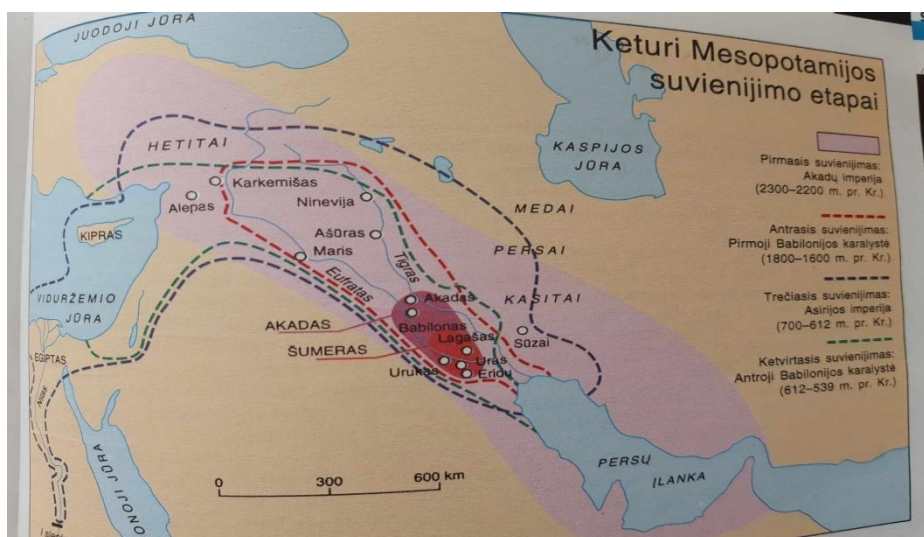 Keturi Mesopotamijos
suvienijimo etapai
JUODOJI JŪRA
KASPIJOS
JŪRA
HETITAI
MEDAI
PERSAI
KASITAI
Karkemišas
Alepas
Ninevija
Ašūras
Maris
Tigras
Eufratas
KIPRAS
VIDURŽEMIO
JŪRA
EGIPTAS
Nilas
AKADAS
ŠUMERAS
Akadas
Babilonas
Lagašas
Uras
Urukas
Eridu
Sūzai
PERSŲ
ĮLANKA
ONOJI JŪRA
0 300 600 km
Pirmasis suvienijimas:
Akadų imperija
(2300–2200 m. pr. Kr.)
Antrasis suvienijimas:
Pirmoji Babilonijos karalystė
(1800–1600 m. pr. Kr.)
Trečiasis suvienijimas:
Asirijos imperija
(700–612 m. pr. Kr.)
Ketvirtasis suvienijimas:
Antroji Babilonijos karalystė
(612–539 m. pr. Kr.)